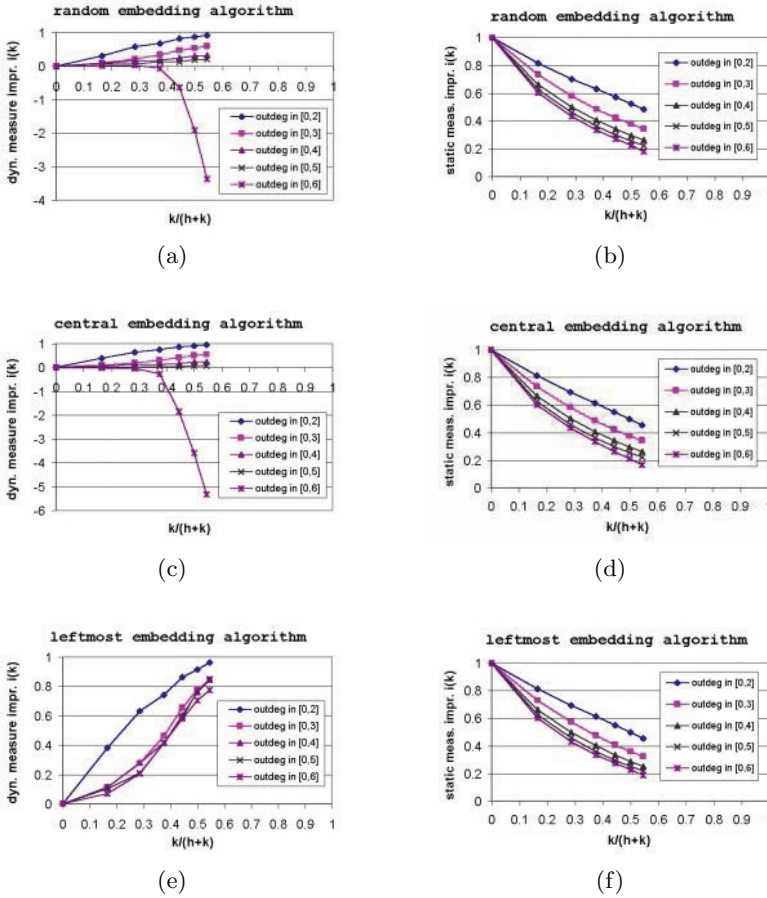 random embedding algorithm
dyn. measure impr. i(k)
1
0
-1
-2
-3
-4
0 0.1 0.2 0.3 0.4 0.5 0.6 0.7 0.8 0.9 1
outdeg in [0,2]
outdeg in [0,3]
outdeg in [0,4]
outdeg in [0,5]
outdeg in [0,6]
k/(h+k)
(a)
random embedding algorithm
static meas. impr. i(k)
1
0.8
0.6
0.4
0.2
0
outdeg in [0,2]
outdeg in [0,3]
outdeg in [0,4]
outdeg in [0,5]
outdeg in [0,6]
0 0.1 0.2 0.3 0.4 0.5 0.6 0.7 0.8 0.9 1
k/(h+k)
(b)
central embedding algorithm
dyn. measure impr. i(k)
1
0
-1
-2
-3
-4
-5
-6
0 0.1 0.2 0.3 0.4 0.5 0.6 0.7 0.8 0.9 1
outdeg in [0,2]
outdeg in [0,3]
outdeg in [0,4]
outdeg in [0,5]
outdeg in [0,6]
k/(h+k)
(c)
central embedding algorithm
static meas. impr. i(k)
1
0.8
0.6
0.4
0.2
0
outdeg in [0,2]
outdeg in [0,3]
outdeg in [0,4]
outdeg in [0,5]
outdeg in [0,6]
0 0.1 0.2 0.3 0.4 0.5 0.6 0.7 0.8 0.9 1
k/(h+k)
(d)
leftmost embedding algorithm
dyn. measure impr. i(k)
1
0.8
0.6
0.4
0.2
0
outdeg in [0,2]
outdeg in [0,3]
outdeg in [0,4]
outdeg in [0,5]
outdeg in [0,6]
0 0.1 0.2 0.3 0.4 0.5 0.6 0.7 0.8 0.9 1
k/(h+k)
(e)
leftmost embedding algorithm
static meas. impr. i(k)
1
0.8
0.6
0.4
0.2
0
outdeg in [0,2]
outdeg in [0,3]
outdeg in [0,4]
outdeg in [0,5]
outdeg in [0,6]
0 0.1 0.2 0.3 0.4 0.5 0.6 0.7 0.8 0.9 1
k/(h+k)
(f)